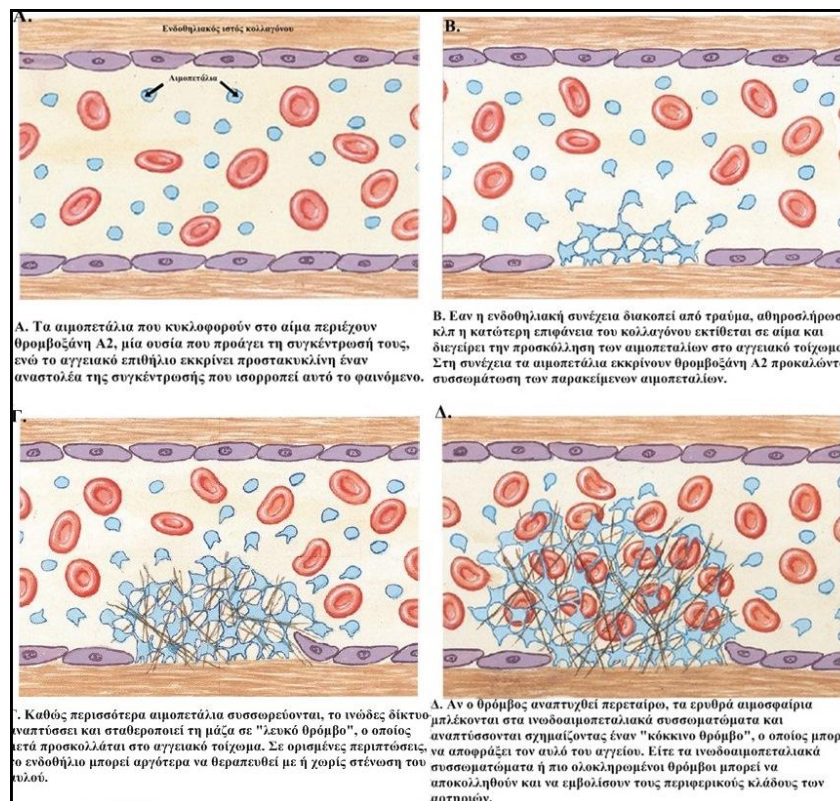 Α.
Ενδοθηλιακός ιστός κολλαγόνου
Αιμοπετάλια
Β.
Α. Τα αιμοπετάλια που κυκλοφορούν στο αίμα περιέχουν
θρομβοξάνη Α2, μία ουσία που προάγει τη συγκέντρωσή τους,
ενώ το αγγειακό επιθήλιο εκκρίνει προστακυκλίνη έναν
αναστολέα της συγκέντρωσής που ισορροπεί αυτό το φαινόμενο.
Β. Εαν η ενδοθηλιακή συνέχεια διακοπεί από τραύμα, αθηροσλήρωσ
κλπ η κατώτερη επιφάνεια του κολλαγόνου εκτίθεται σε αίμα και
διεγείρει την προσκόλληση των αιμοπεταλίων στο αγγειακό τοίχωμα.
Στη συνέχεια τα αιμοπετάλια εκκρίνουν θρομβοξάνη Α2 προκαλώντα
συσσωμάτωση των παρακείμενων αιμοπεταλίων.
Γ.
Δ.
Γ. Καθώς περισσότερα αιμοπετάλια συσσωρεύονται, το ινώδες δίκτυο
αναπτύσσει και σταθεροποιεί τη μάζα σε "λευκό θρόμβο", ο οποίος
μετά προσκολλάται στο αγγειακό τοίχωμα. Σε ορισμένες περιπτώσεις,
το ενδοθήλιο μπορεί αργότερα να θεραπευθεί με ή χωρίς στένωση του
αυλού.
Δ. Αν ο θρόμβος αναπτυχθεί περεταίρω, τα ερυθρά αιμοσφαίρια
μπλέκονται στα ινωδοαιμοπεταλιακά συσσωματώματα και
αναπτύσσονται σχημαίζοντας έναν "κόκκινο θρόμβο", ο οποίος μπορ
να αποφράξει τον αυλό του αγγείου. Είτε τα ινωδοαιμοπεταλιακά
συσσωματώματα ή πιο ολοκληρωμένοι θρόμβοι μπορεί να
αποκολληθούν και να εμβολίσουν τους περιφερικούς κλάδους των
αρτηριών.